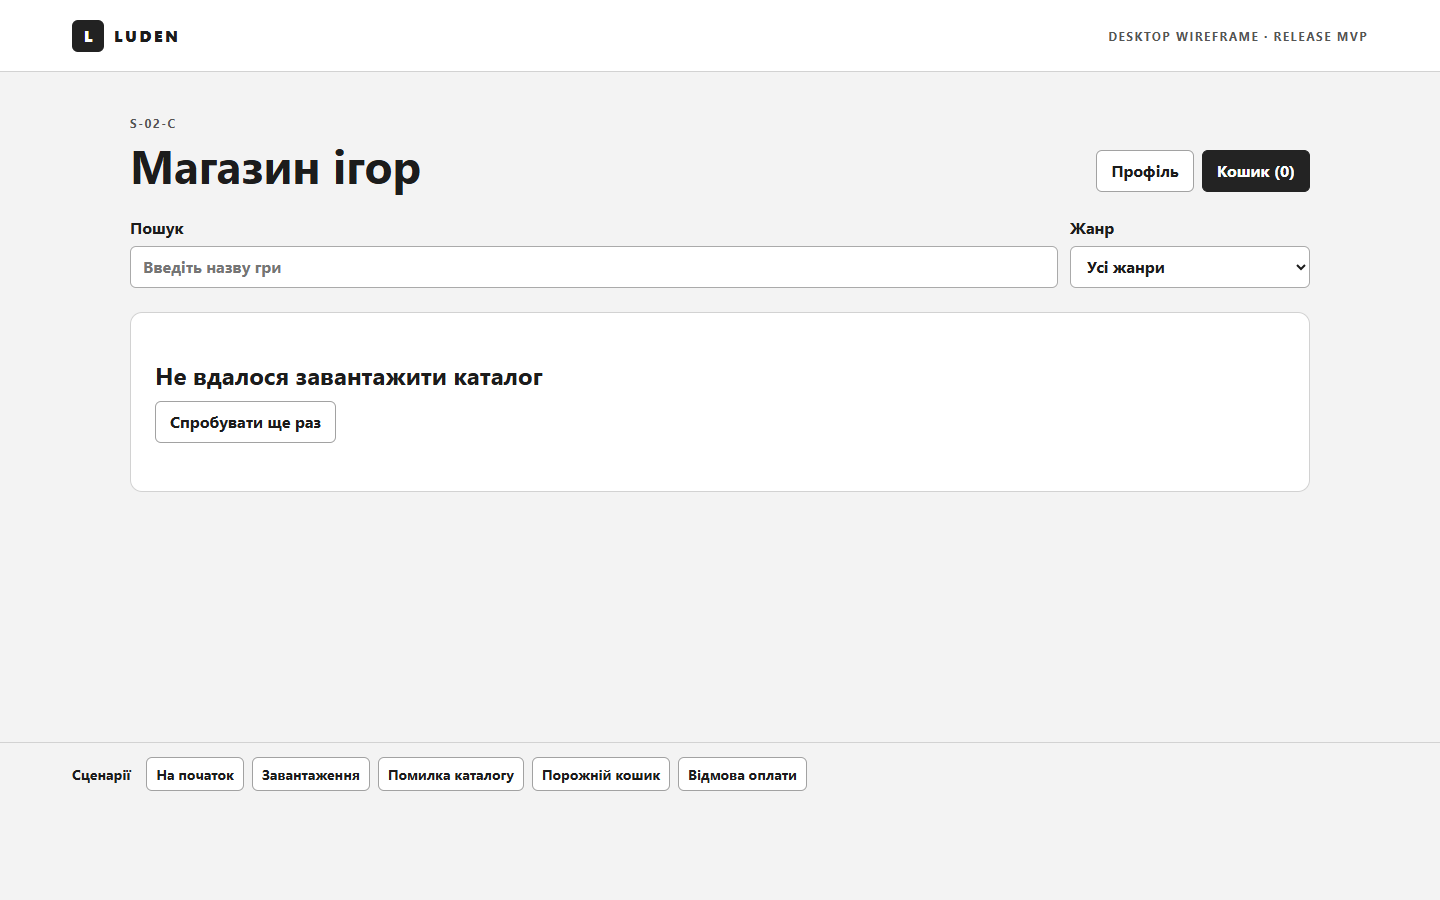 L LUDEN
DESKTOP WIREFRAME · RELEASE MVP
S-02-C
Магазин ігор
Профіль
Кошик (0)
Пошук
Жанр
Введіть назву гри
Усі жанри
Не вдалося завантажити каталог
Спробувати ще раз
Сценарії
На початок
Завантаження
Помилка каталогу
Порожній кошик
Відмова оплати